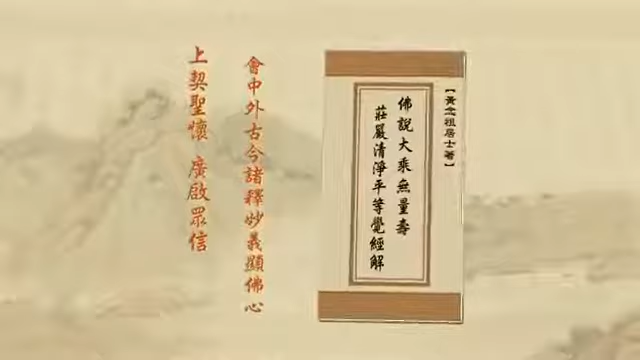 【黃念祖居士著】
佛說大乘無量壽
莊嚴清淨平等覺經解
會中外古今諸釋妙義顯佛心
上契聖懷 廣啟眾信